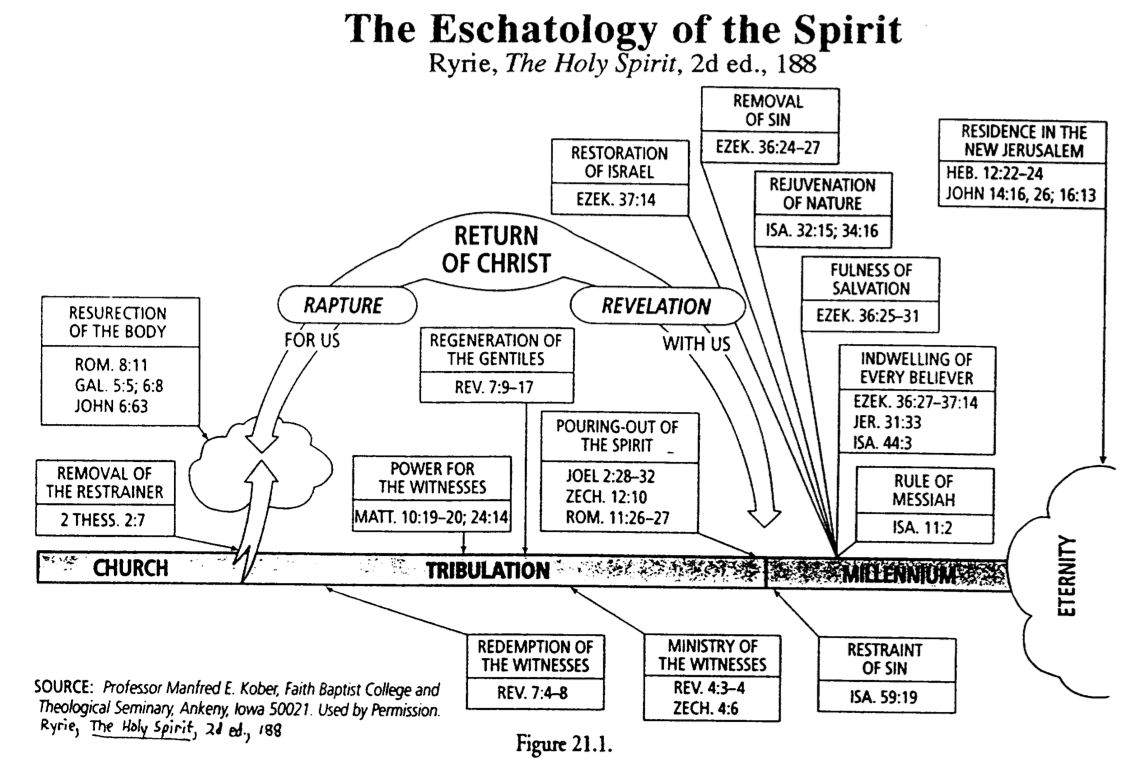 The Eschatology of the Spirit
Ryrie, The Holy Spirit, 2d ed., 188
REMOVAL
OF SIN
EZEK. 36:24–27
RESTORATION
OF ISRAEL
EZEK. 37:14
REJUVENATION
OF NATURE
ISA. 32:15; 34:16
RESIDENCE IN THE
NEW JERUSALEM
HEB. 12:22–24
JOHN 14:16, 26; 16:13
RETURN
OF CHRIST
RAPTURE
REVELATION
FOR US
WITH US
FULNESS OF
SALVATION
EZEK. 36:25–31
RESURECTION
OF THE BODY
ROM. 8:11
GAL. 5:5; 6:8
JOHN 6:63
REGENERATION OF
THE GENTILES
REV. 7:9–17
INDWELLING OF
EVERY BELIEVER
EZEK. 36:27–37:14
JER. 31:33
ISA. 44:3
POURING-OUT OF
THE SPIRIT
JOEL 2:28–32
ZECH. 12:10
ROM. 11:26–27
REMOVAL OF
THE RESTRAINER
2 THESS. 2:7
POWER FOR
THE WITNESSES
MATT. 10:19–20; 24:14
RULE OF
MESSIAH
ISA. 11:2
CHURCH
TRIBULATION
MILLENNIUM
ETERNITY
REDEMPTION OF
THE WITNESSES
REV. 7:4–8
MINISTRY OF
THE WITNESSES
REV. 4:3–4
ZECH. 4:6
RESTRAINT
OF SIN
ISA. 59:19
SOURCE: Professor Manfred E. Kober, Faith Baptist College and
Theological Seminary, Ankeny, Iowa 50021. Used by Permission.
Ryrie, The Holy Spirit, 2d ed., 188
Figure 21.1.